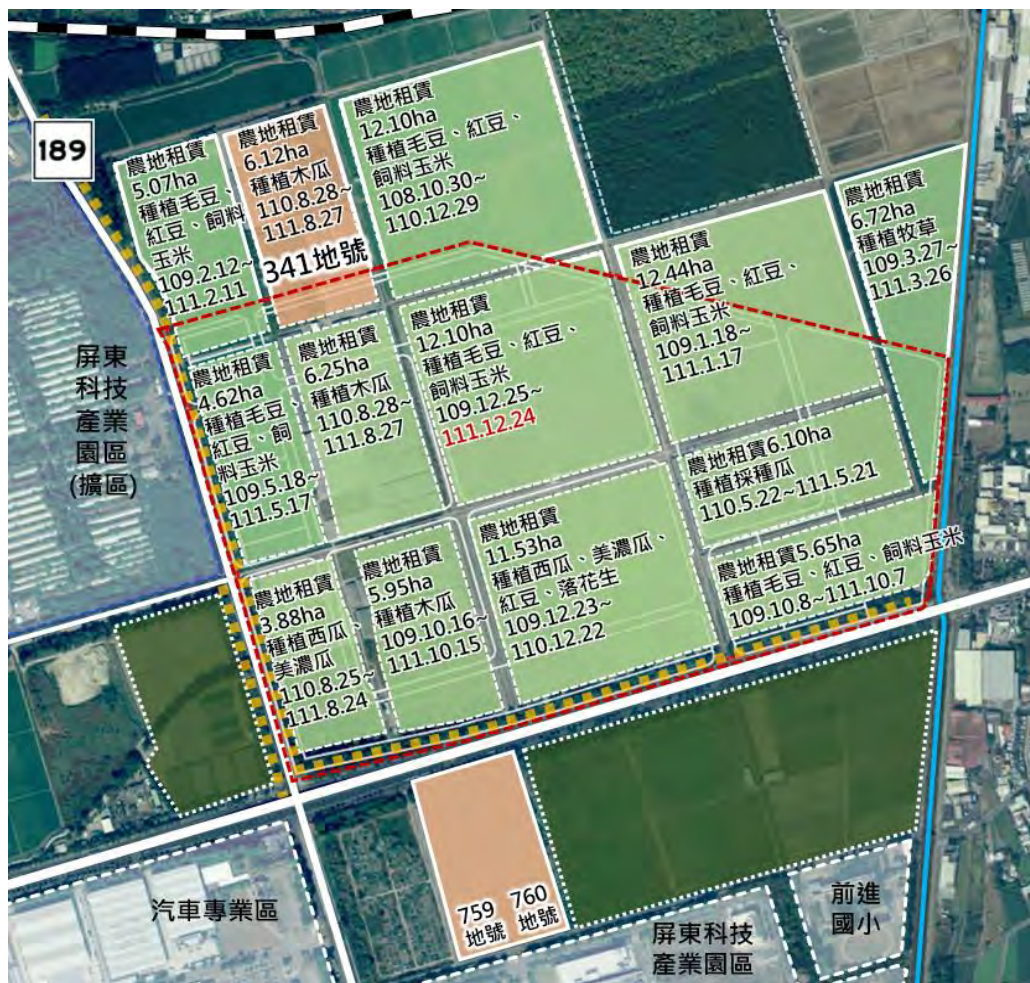 189
農地租賃
5.07ha
種植毛豆、
紅豆、飼料
玉米
109.2.12~
111.2.11
農地租賃
6.12ha
種植木瓜
110.8.28~
111.8.27
341地號
農地租賃
12.10ha
種植毛豆、紅豆、
飼料玉米
108.10.30~
110.12.29
農地租賃
12.44ha
種植毛豆、紅豆、
飼料玉米
109.1.18~
111.1.17
農地租賃
6.72ha
種植牧草
109.3.27~
111.3.26
屏東
科技
產業
園區
(擴區)
農地租賃
4.62ha
種植毛豆、
紅豆、飼
料玉米
109.5.18~
111.5.17
農地租賃
6.25ha
種植木瓜
110.8.28~
111.8.27
農地租賃
12.10ha
種植毛豆、紅豆、
飼料玉米
109.12.25~
111.12.24
農地租賃6.10ha
種植採種瓜
110.5.22~111.5.21
農地租賃
3.88ha
種植西瓜、
美濃瓜
110.8.25~
111.8.24
農地租賃
5.95ha
種植木瓜
109.10.16~
111.10.15
農地租賃
11.53ha
種植西瓜、美濃瓜、
紅豆、落花生
109.12.23~
110.12.22
農地租賃5.65ha
種植毛豆、紅豆、飼料玉米
109.10.8~111.10.7
759
地號
760
地號
汽車專業區
屏東科技
產業園區
前進
國小